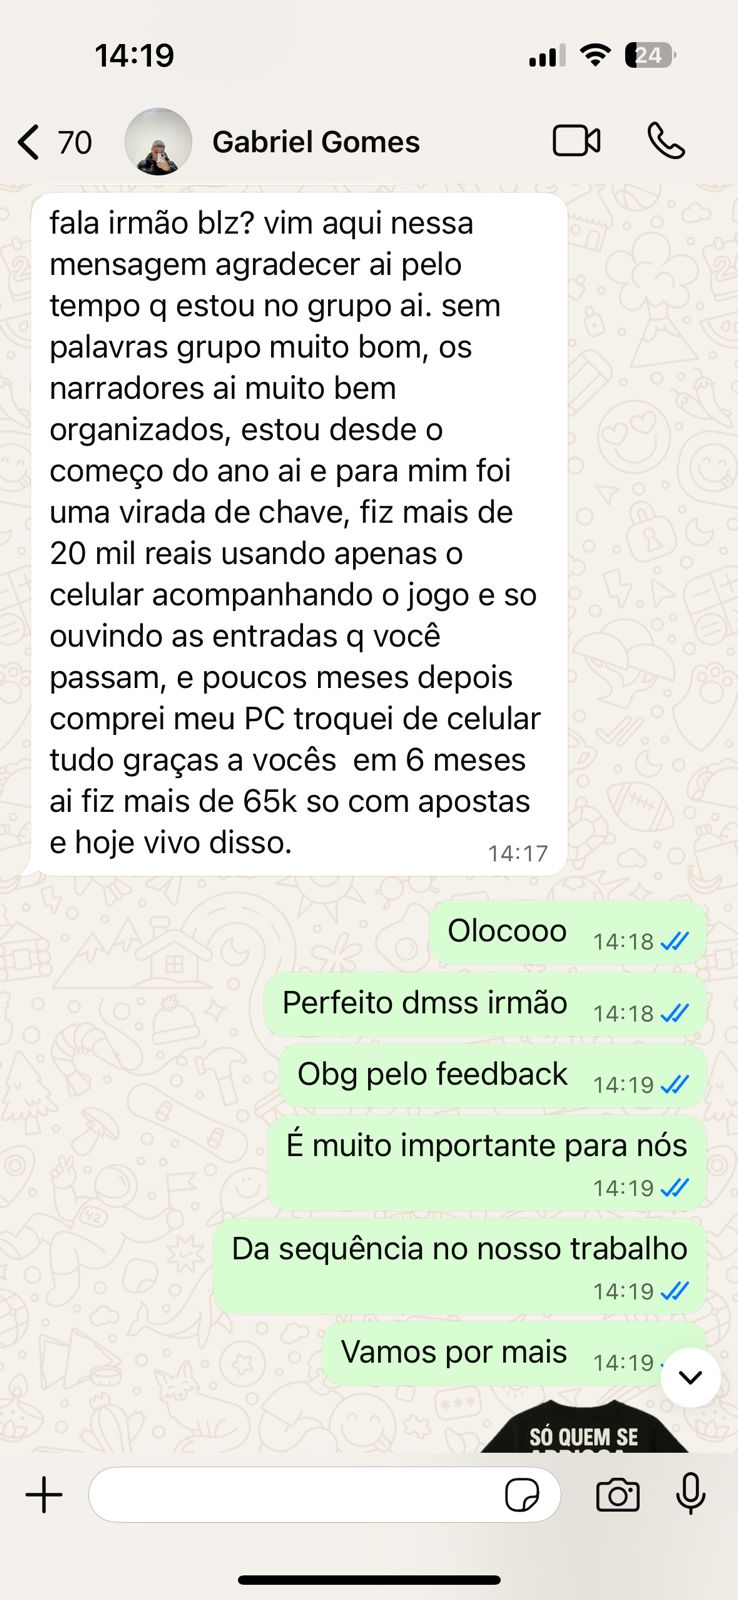 14:19
24
70
Gabriel Gomes
fala irmão blz? vim aqui nessa
mensagem agradecer ai pelo
tempo q estou no grupo ai. sem
palavras grupo muito bom, os
narradores ai muito bem
organizados, estou desde o
começo do ano ai e para mim foi
uma virada de chave, fiz mais de
20 mil reais usando apenas o
celular acompanhando o jogo e so
ouvindo as entradas q você
passam, e poucos meses depois
comprei meu PC troquei de celular
tudo graças a vocês  em 6 meses
ai fiz mais de 65k so com apostas
e hoje vivo disso.
14:17
Olocooo 14:18
Perfeito dmss irmão 14:18
Obg pelo feedback 14:19
É muito importante para nós
14:19
Da sequência no nosso trabalho
14:19
Vamos por mais 14:19
SÓ QUEM SE